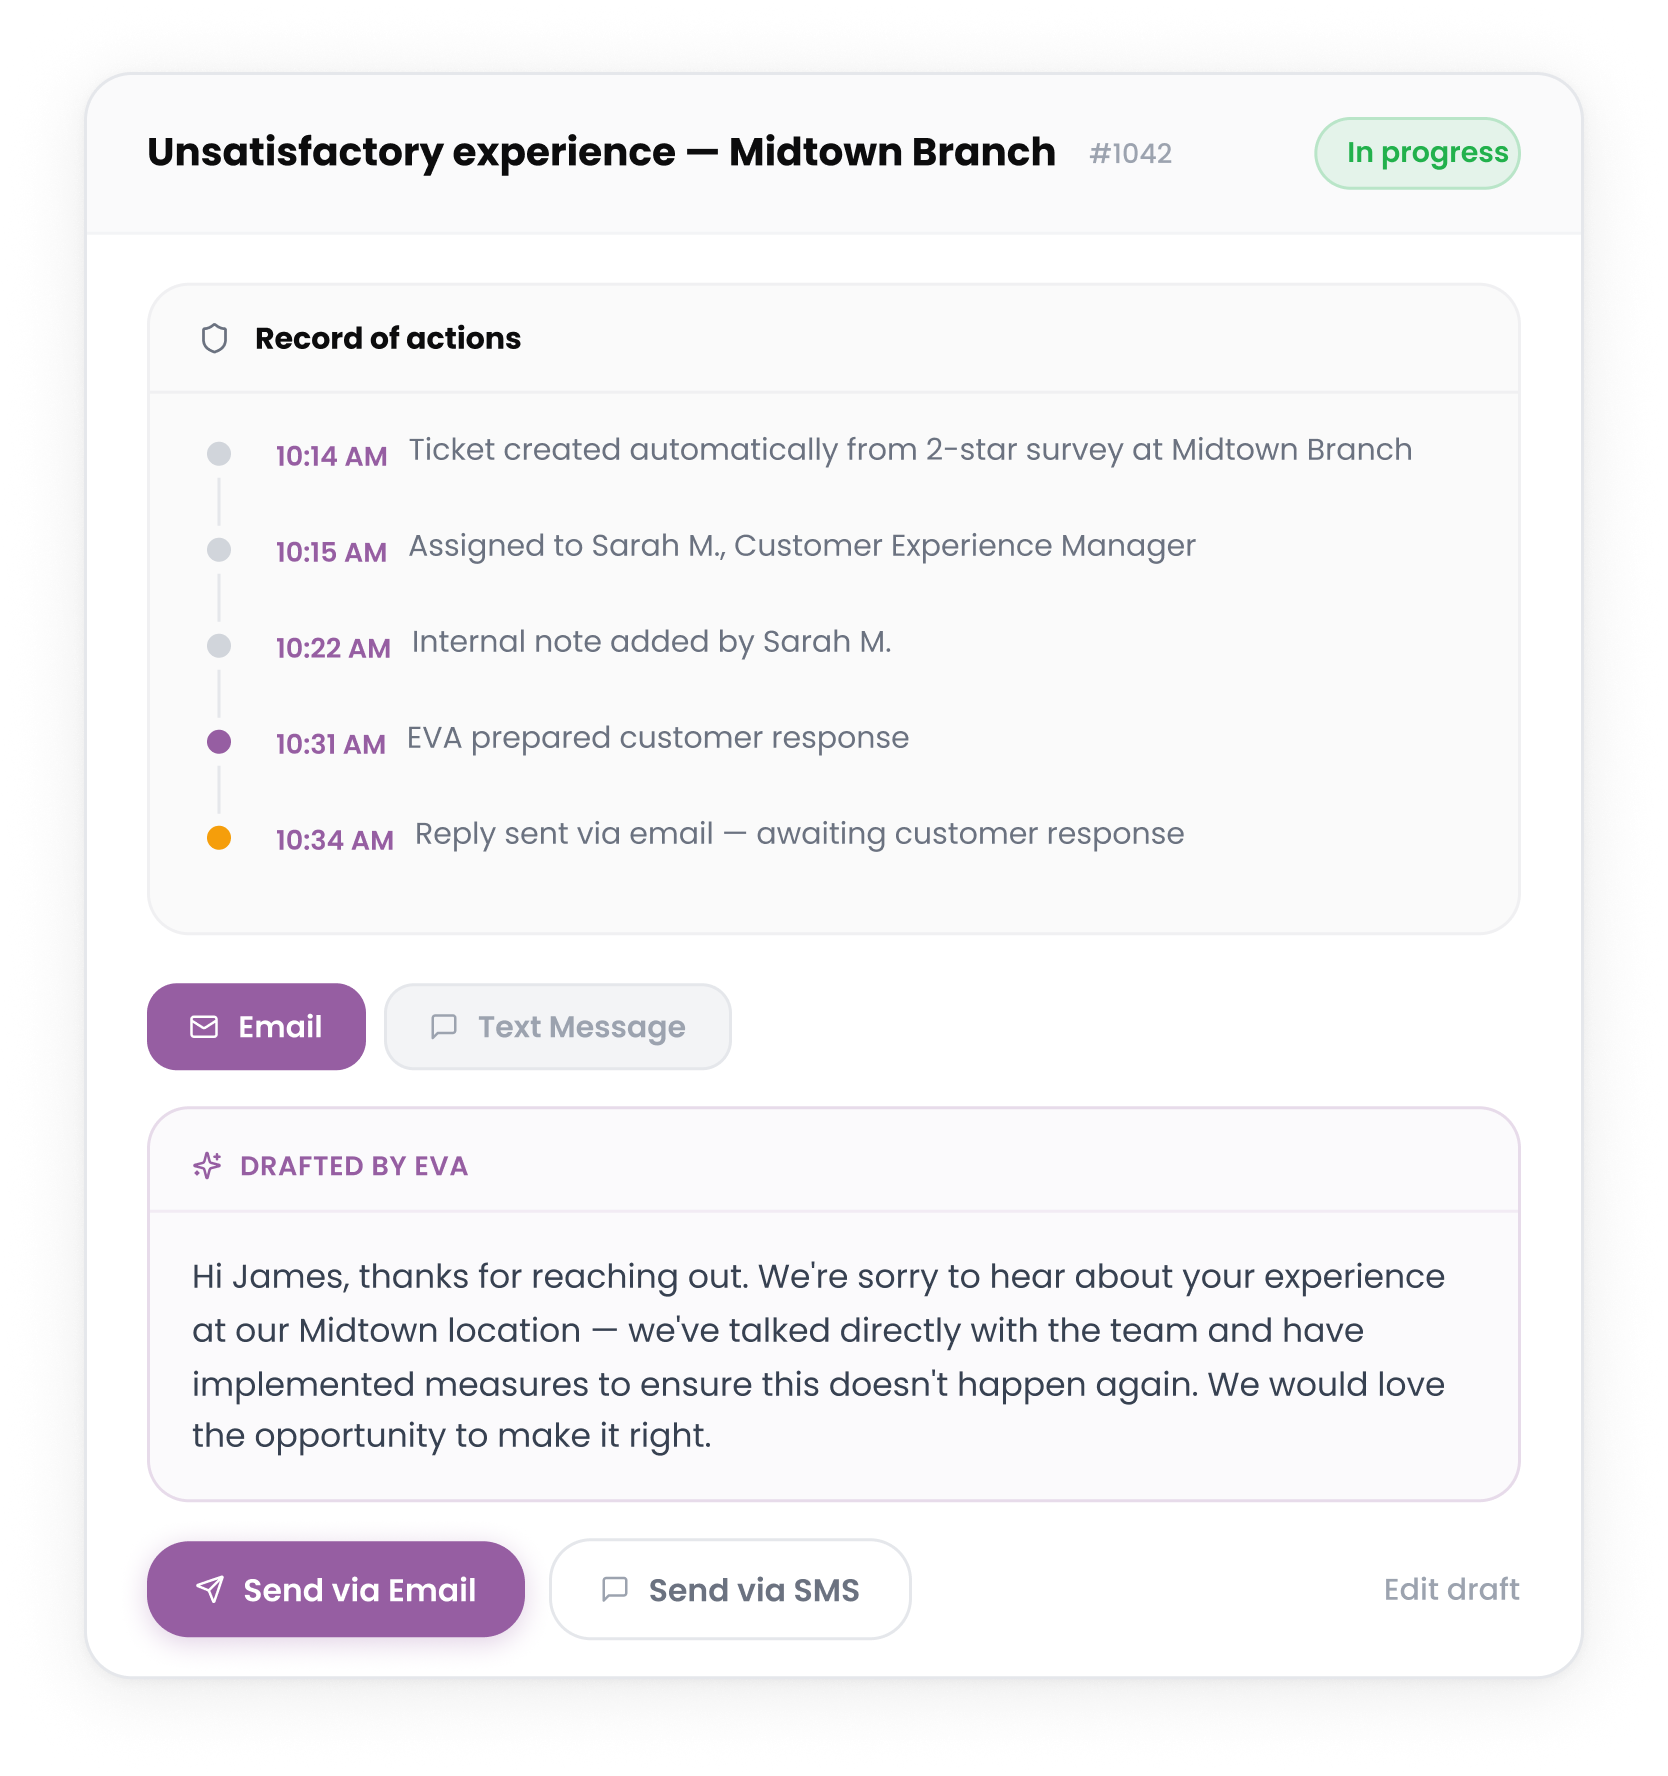 Unsatisfactory experience — Midtown Branch #1042 In progress
Record of actions
10:14 AM Ticket created automatically from 2-star survey at Midtown Branch
10:15 AM Assigned to Sarah M., Customer Experience Manager
10:22 AM Internal note added by Sarah M.
10:31 AM EVA prepared customer response
10:34 AM Reply sent via email — awaiting customer response
Email Text Message
DRAFTED BY EVA
Hi James, thanks for reaching out. We're sorry to hear about your experience
at our Midtown location — we've talked directly with the team and have
implemented measures to ensure this doesn't happen again. We would love
the opportunity to make it right.
Send via Email Send via SMS Edit draft